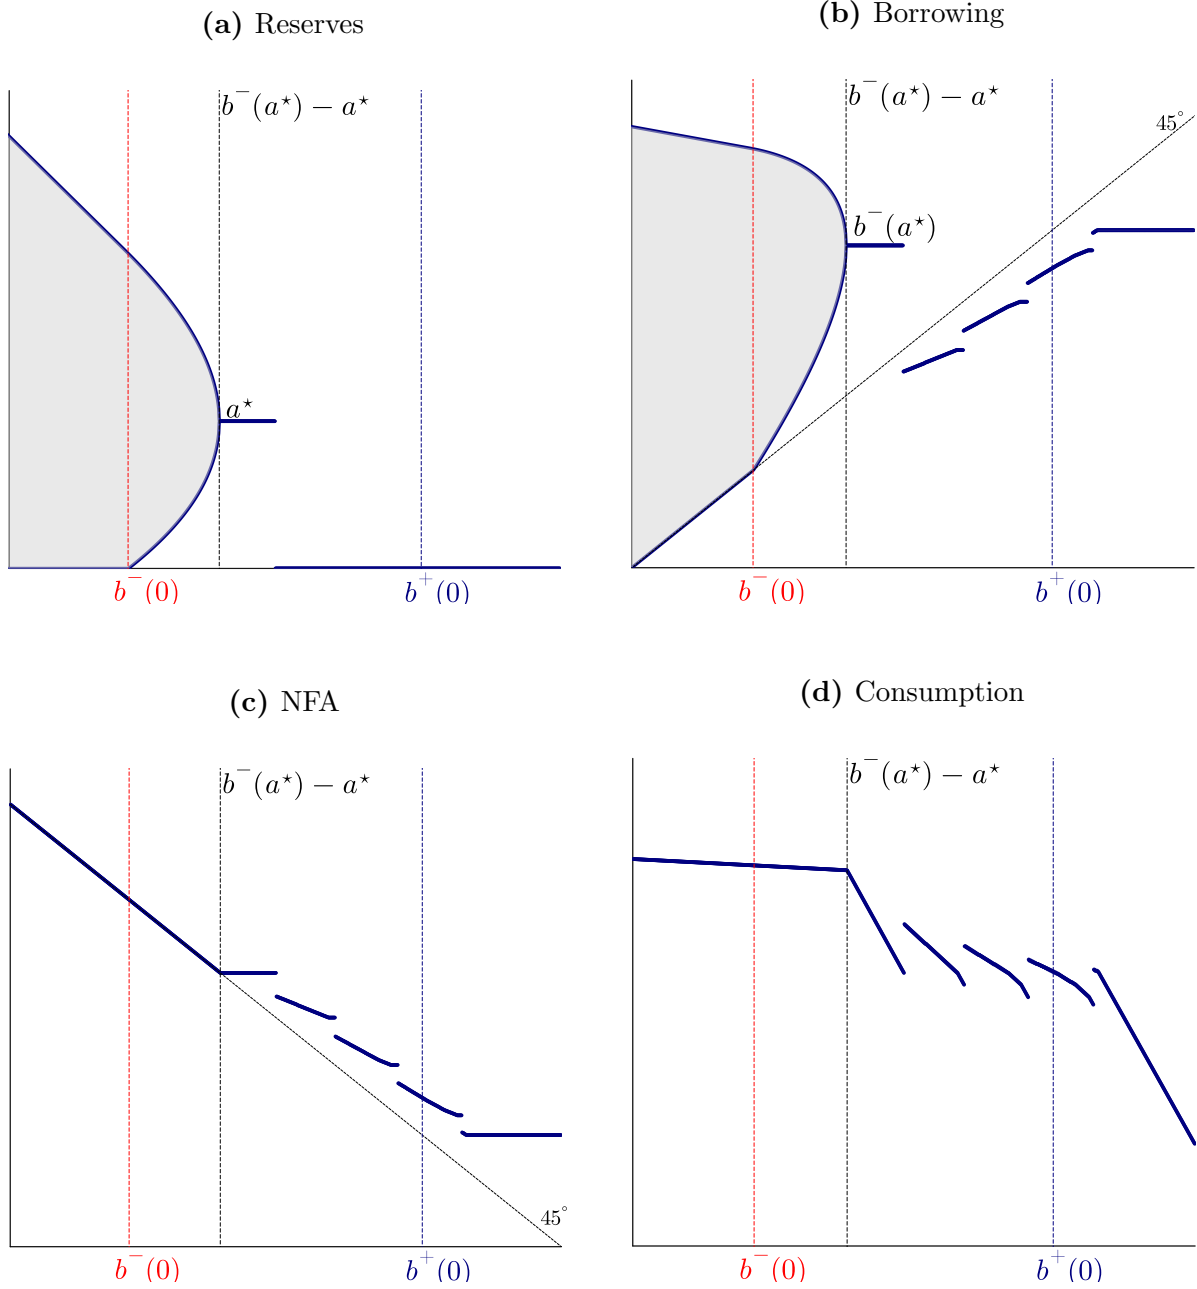 (a) Reserves
b⁻(a⋆) − a⋆
a⋆
b⁻(0)
b⁺(0)
(b) Borrowing
b⁻(a⋆) − a⋆
45°
b⁻(a⋆)
b⁻(0)
b⁺(0)
(c) NFA
b⁻(a⋆) − a⋆
45°
b⁻(0)
b⁺(0)
(d) Consumption
b⁻(a⋆) − a⋆
b⁻(0)
b⁺(0)